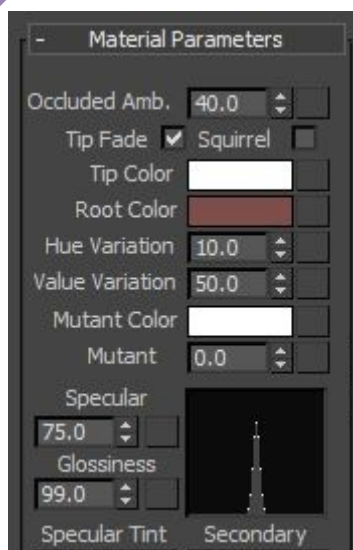 - Material Parameters
Occluded Amb. 40.0
Tip Fade Squirrel
Tip Color
Root Color
Hue Variation 10.0
Value Variation 50.0
Mutant Color
Mutant 0.0
Specular
75.0
Glossiness
99.0
Specular Tint Secondary